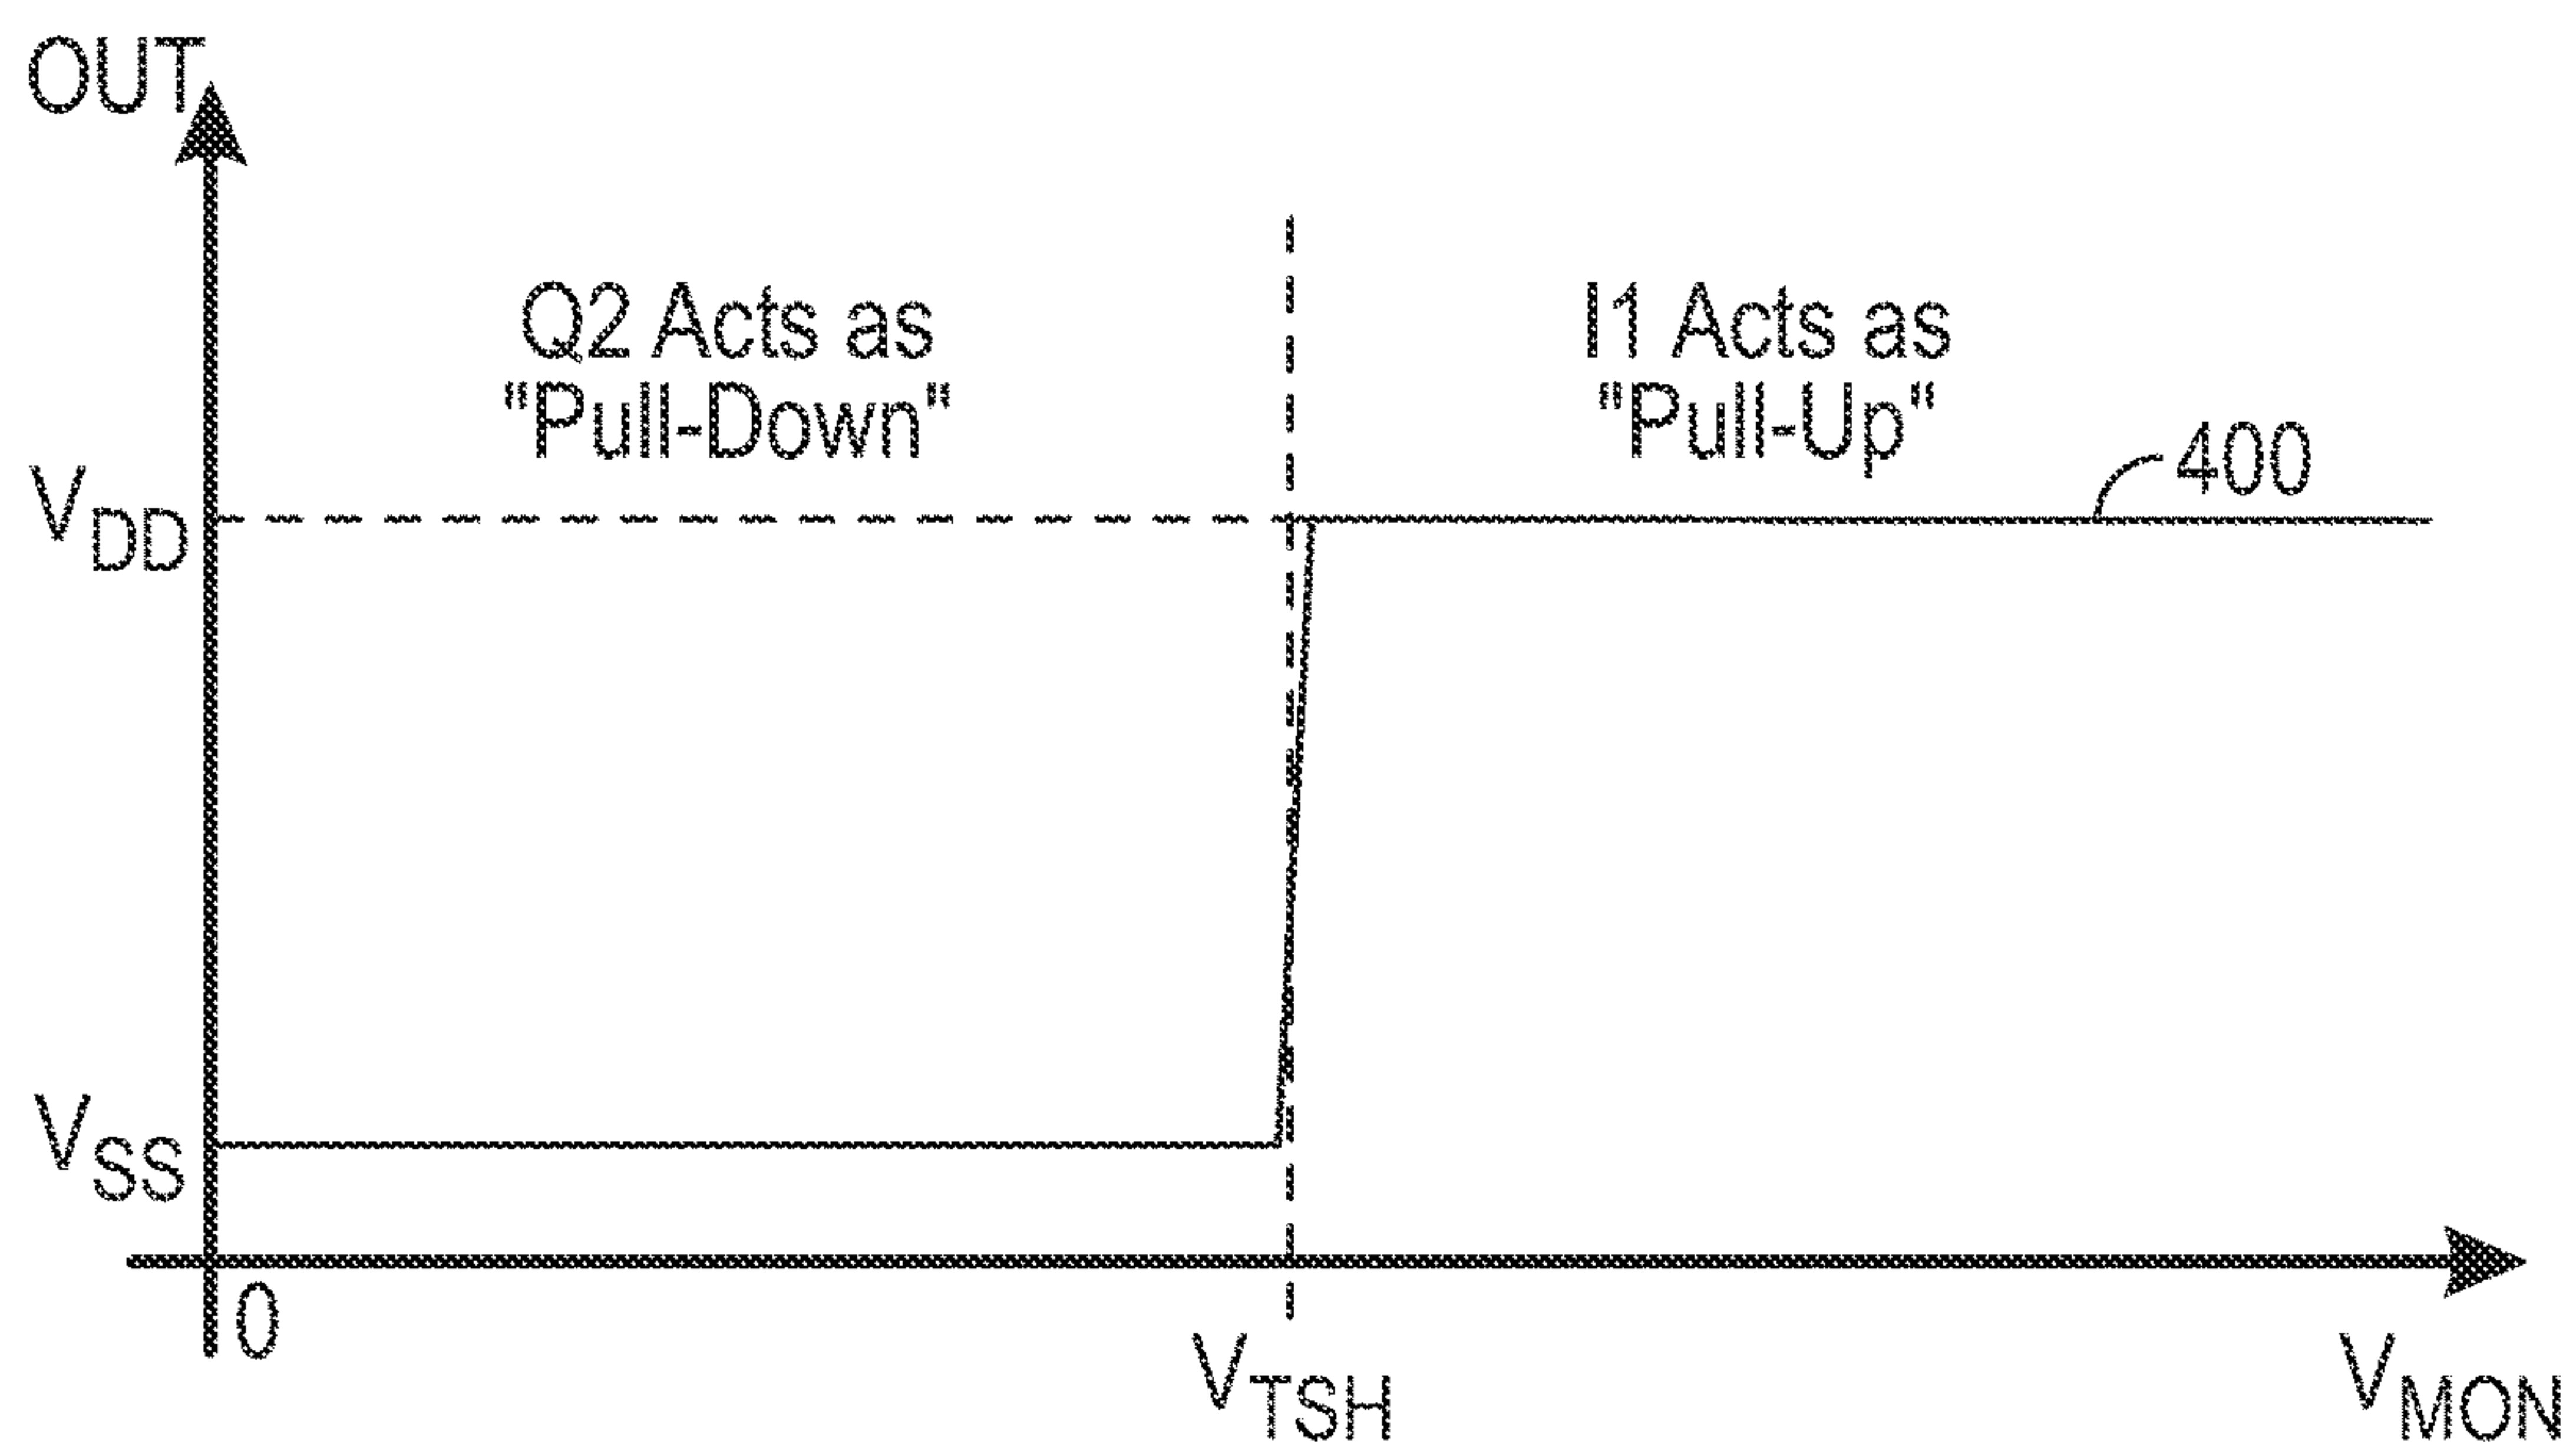 OUT
Q2 Acts as
"Pull-Down"
I1 Acts as
"Pull-Up"
400
VDD
VSS
0
VTSH
VMON